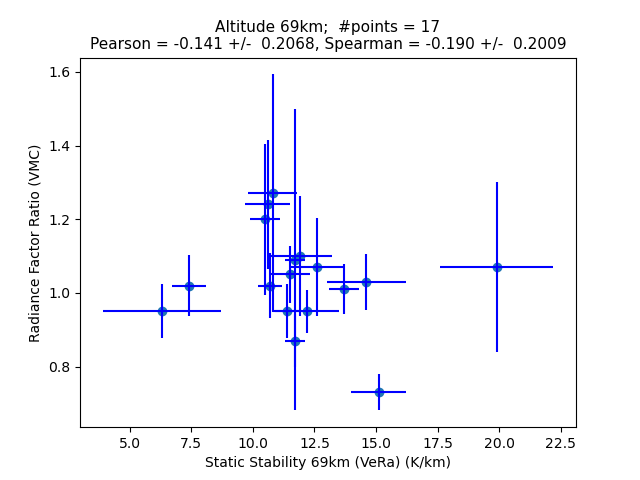 Altitude 69km;  #points = 17
Pearson = -0.141 +/-  0.2068, Spearman = -0.190 +/-  0.2009
1.6
1.4
1.2
1.0
0.8
Radiance Factor Ratio (VMC)
5.0 7.5 10.0 12.5 15.0 17.5 20.0 22.5
Static Stability 69km (VeRa) (K/km)